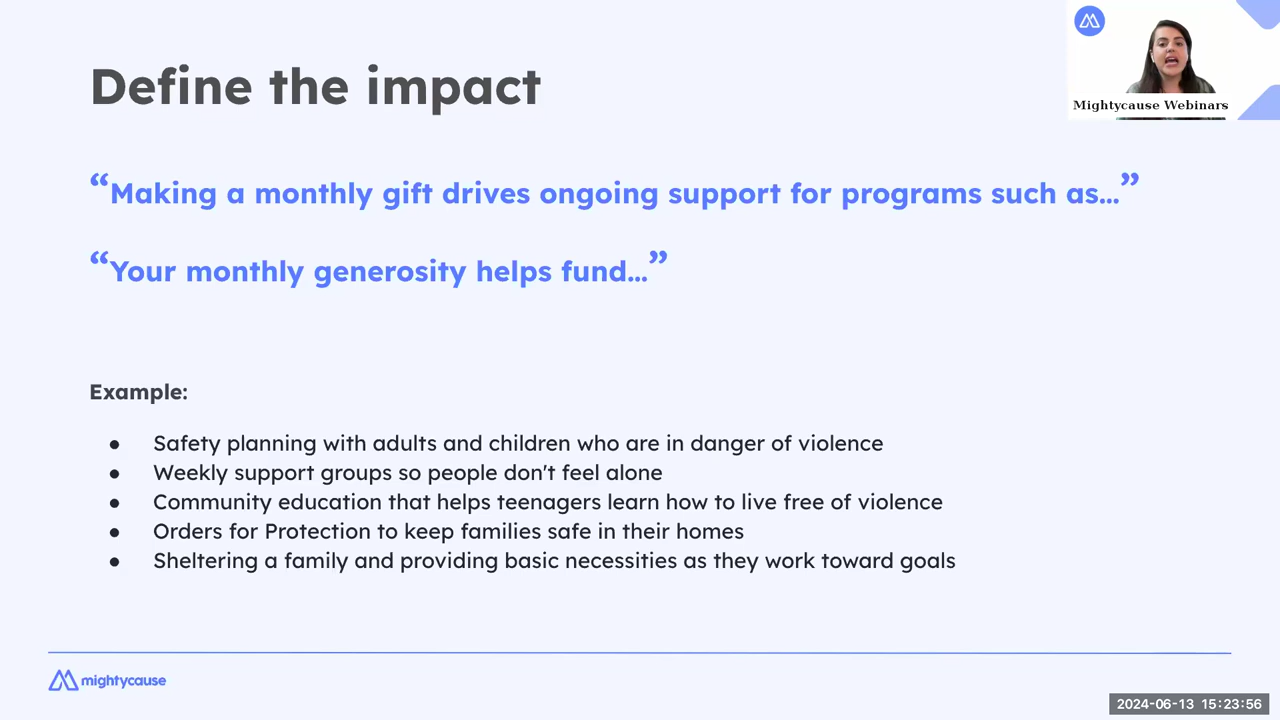 Define the impact
Mightycause Webinars
“Making a monthly gift drives ongoing support for programs such as...”
“Your monthly generosity helps fund...”
Example:
● Safety planning with adults and children who are in danger of violence
● Weekly support groups so people don't feel alone
● Community education that helps teenagers learn how to live free of violence
● Orders for Protection to keep families safe in their homes
● Sheltering a family and providing basic necessities as they work toward goals
mightycause
2024-06-13 15:23:56